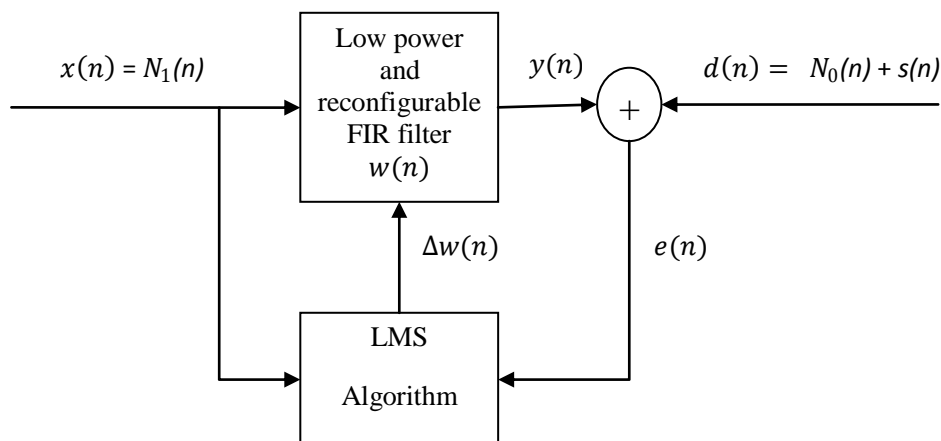 x(n) = N₁(n)
Low power
and
reconfigurable
FIR filter
w(n)
y(n)
+
d(n) = N₀(n) + s(n)
Δw(n)
e(n)
LMS
Algorithm